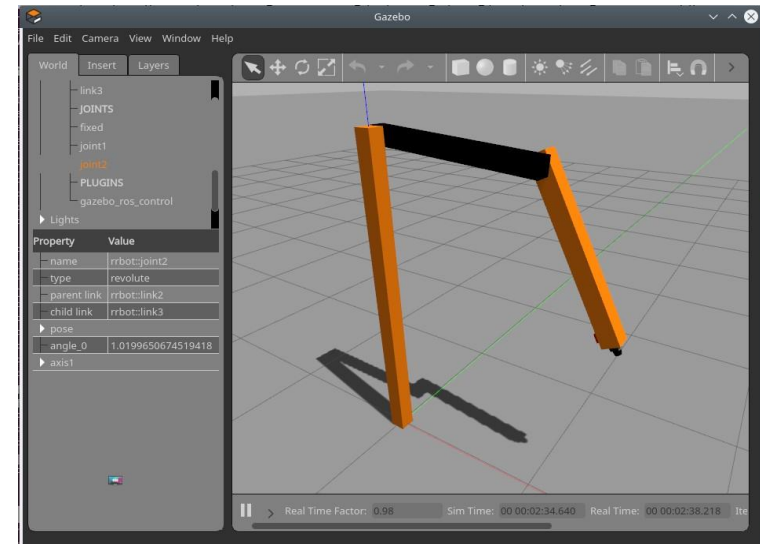 Gazebo
File Edit Camera View Window Help
World Insert Layers
link3
JOINTS
fixed
joint1
joint2
PLUGINS
gazebo_ros_control
Lights
Property Value
name rrbot::joint2
type revolute
parent link rrbot::link2
child link rrbot::link3
pose
angle_0 1.0199650674519418
axis1
Real Time Factor: 0.98 Sim Time: 00 00:02:34.640 Real Time: 00 00:02:38.218 Ite